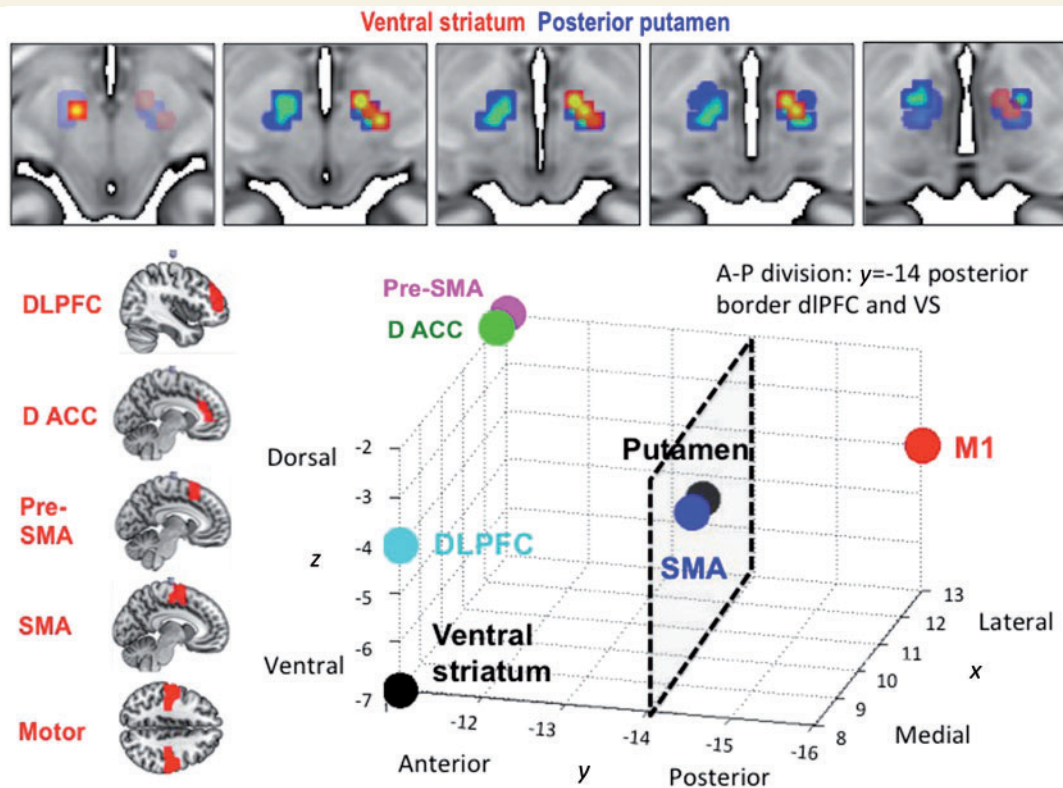 Ventral striatum Posterior putamen
DLPFC
D ACC
Pre-
SMA
SMA
Motor
A-P division: y=-14 posterior
border dlPFC and VS
Pre-SMA
D ACC
Dorsal
-2
-3
z
-4
-5
-6
Ventral
-7
DLPFC
Ventral
striatum
Putamen
SMA
M1
-12
-13
-14
-15
-16
Anterior
y
Posterior
13
12
Lateral
11
x
10
9
Medial
8